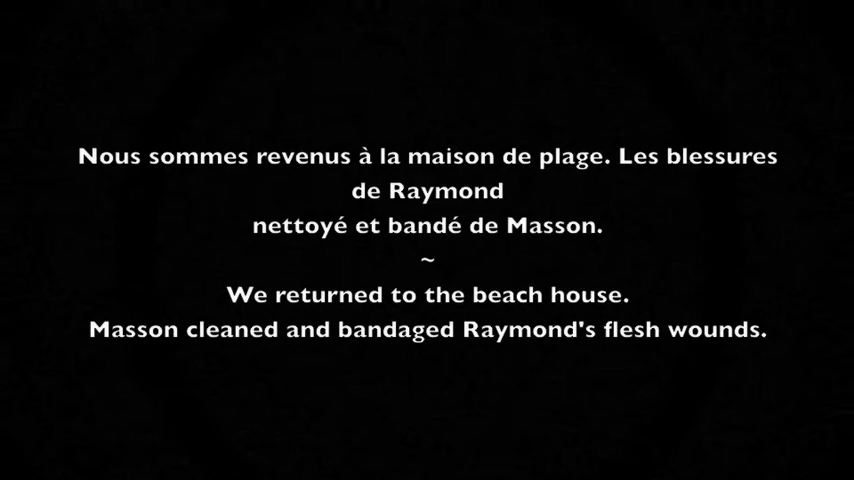 Nous sommes revenus à la maison de plage. Les blessures
de Raymond
nettoyé et bandé de Masson.
~
We returned to the beach house.
Masson cleaned and bandaged Raymond's flesh wounds.